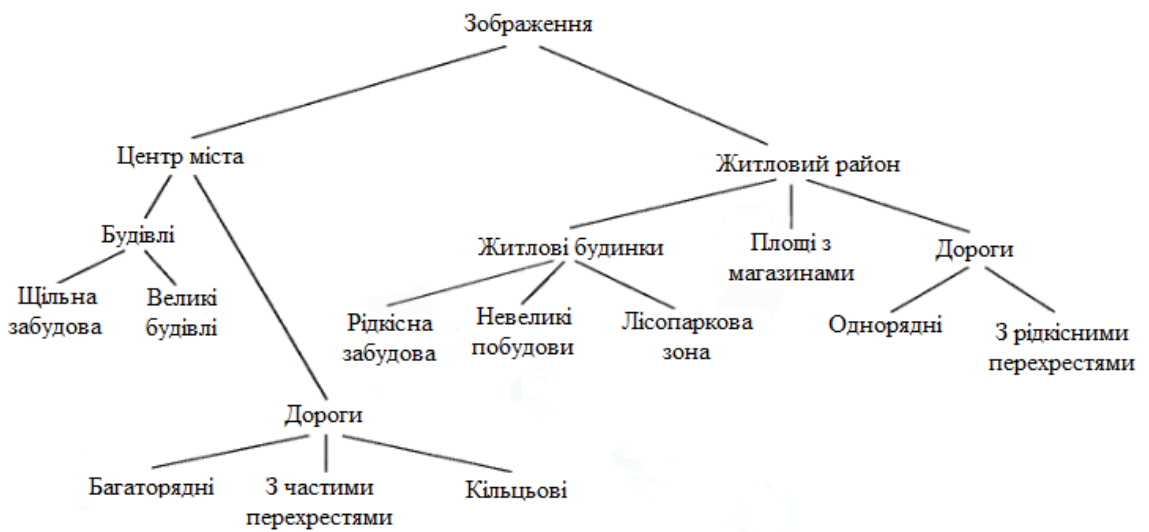 Зображення
Центр міста
Житловий район
Будівлі
Житлові будинки
Площі з
магазинами
Дороги
Щільна
забудова
Великі
будівлі
Рідкісна
забудова
Невеликі
побудови
Лісопаркова
зона
Однорядні
З рідкісними
перехрестями
Дороги
Багаторядні
З частими
перехрестями
Кільцьові